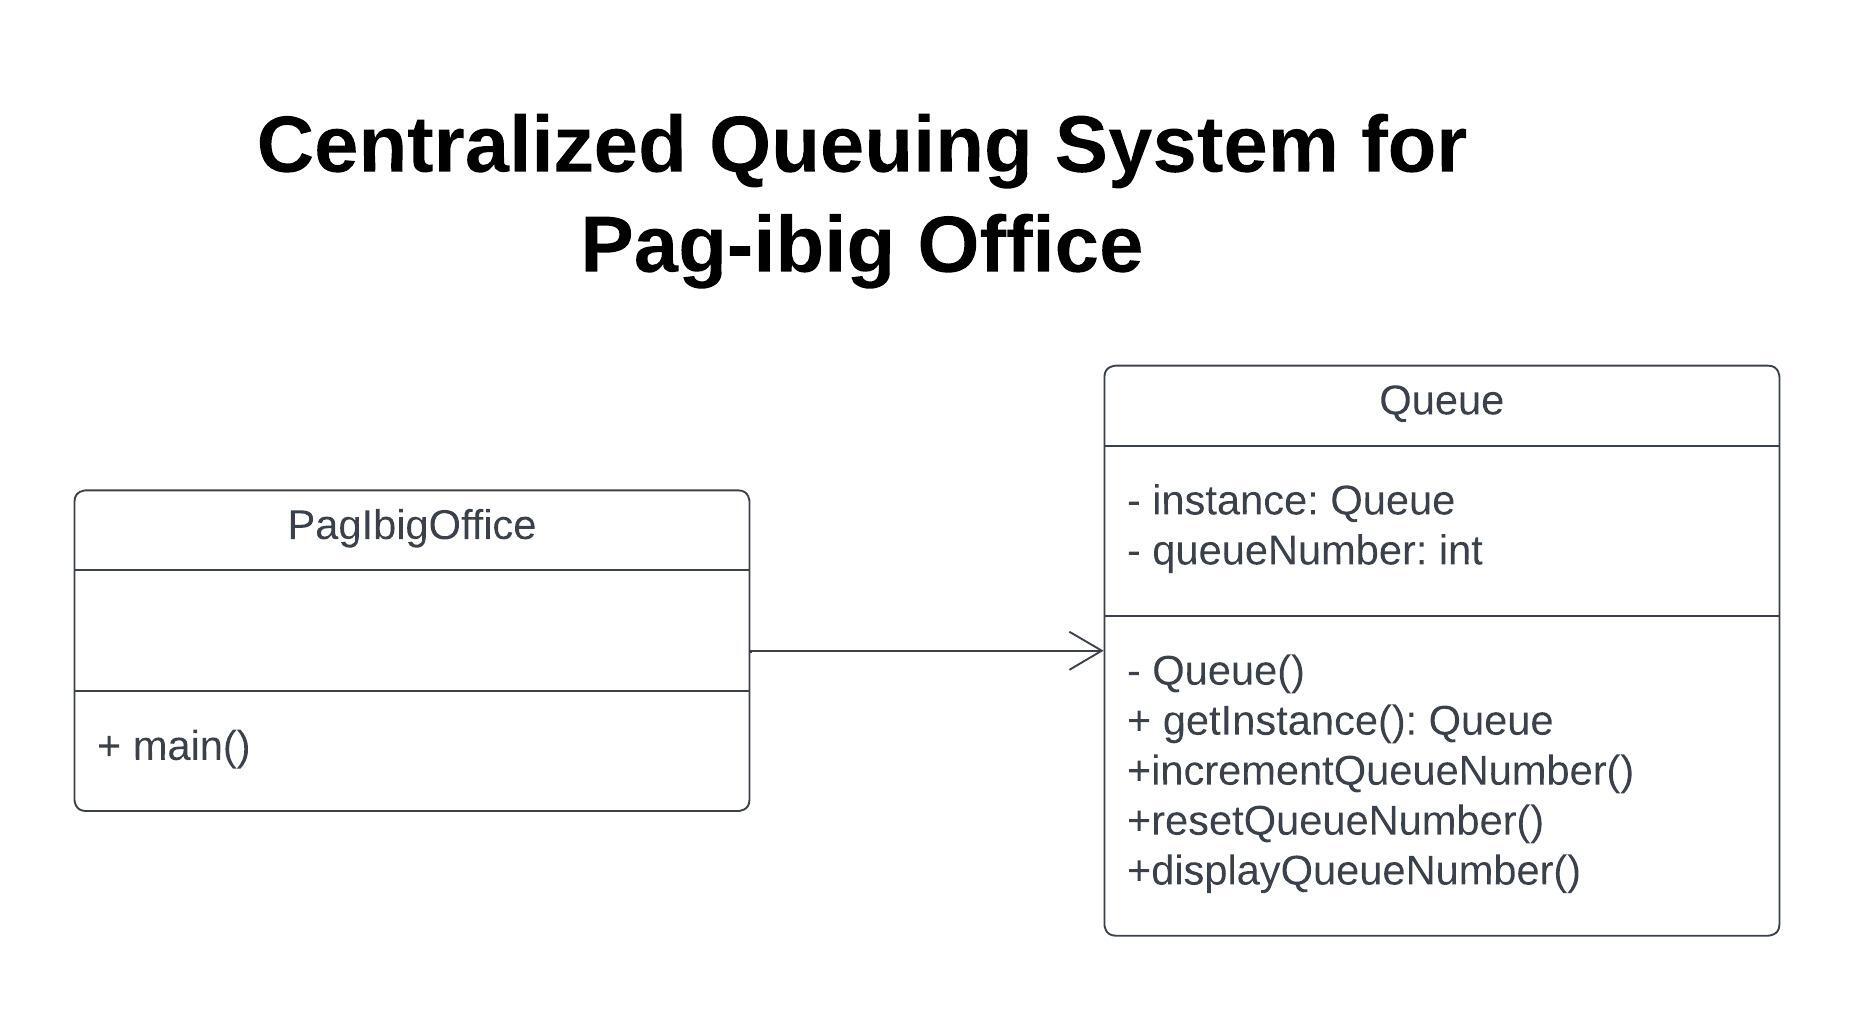 Centralized Queuing System for
Pag-ibig Office
PagIbigOffice
+ main()
Queue
- instance: Queue
- queueNumber: int
- Queue()
+ getInstance(): Queue
+incrementQueueNumber()
+resetQueueNumber()
+displayQueueNumber()